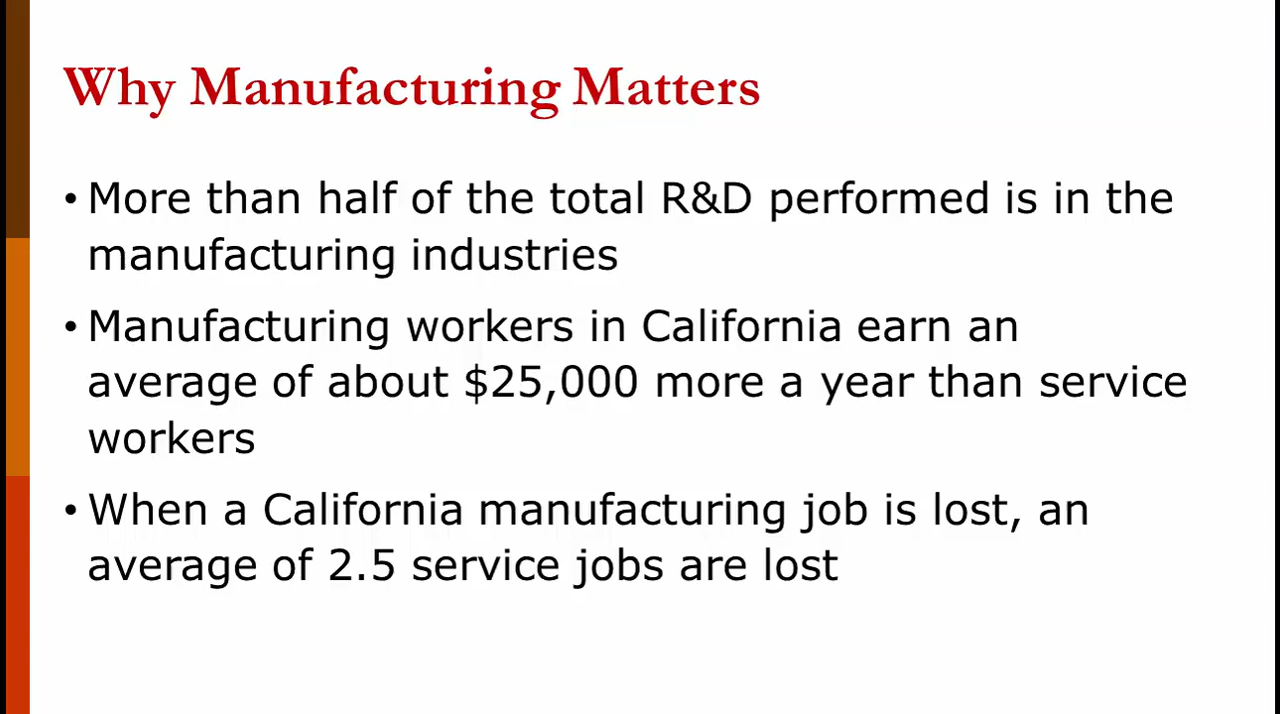 Why Manufacturing Matters
• More than half of the total R&D performed is in the
manufacturing industries
• Manufacturing workers in California earn an
average of about $25,000 more a year than service
workers
• When a California manufacturing job is lost, an
average of 2.5 service jobs are lost